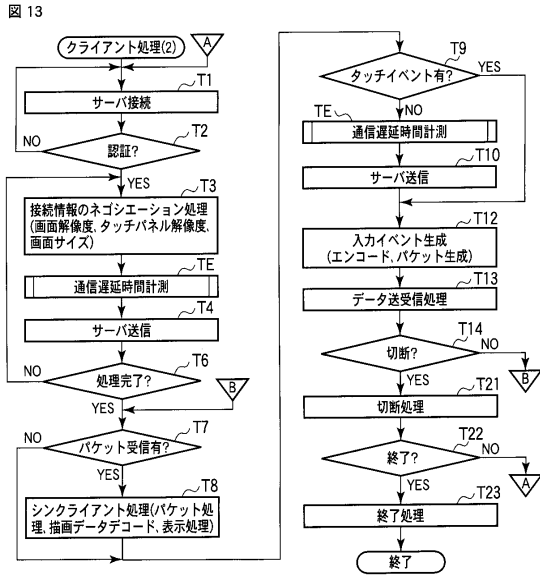 図 13
クライアント処理(2)
A
T1
サーバ接続
T2
NO
認証?
YES
T3
接続情報のネゴシエーション処理
(画面解像度、タッチパネル解像度、
画面サイズ)
TE
通信遅延時間計測
T4
サーバ送信
T6
NO
処理完了?
B
YES
T7
NO
パケット受信有?
YES
T8
シンクライアント処理(パケット処
理、描画データデコード、表示処理)
T9
タッチイベント有?
YES
NO
TE
通信遅延時間計測
T10
サーバ送信
T12
入力イベント生成
(エンコード、パケット生成)
T13
データ送受信処理
T14
切断?
NO
B
YES
T21
切断処理
T22
終了?
NO
A
YES
T23
終了処理
終了